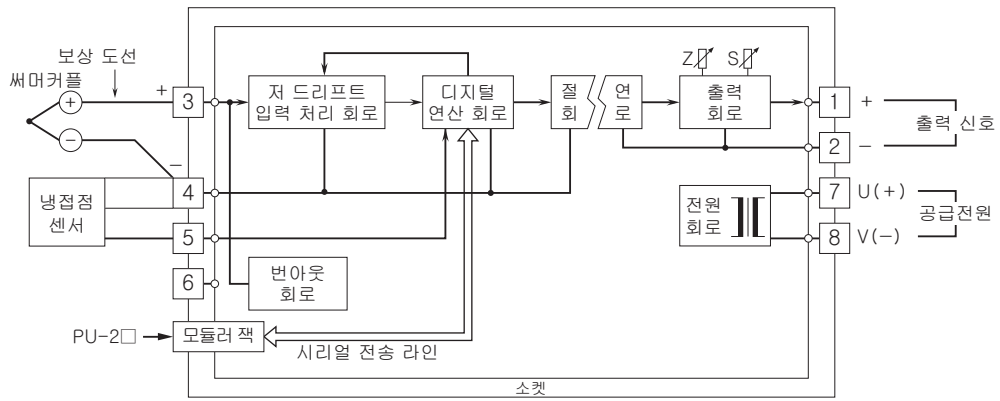 보상 도선
써머커플
+
−
+
−
3
4
5
6
냉접점
센서
저 드리프트
입력 처리 회로
디지털
연산 회로
절 연
회 로
Z
S
출력
회로
1
+
2
−
출력 신호
전원
회로
7
U(+)
8
V(−)
공급전원
번아웃
회로
PU-2□
모듈러 잭
시리얼 전송 라인
소켓